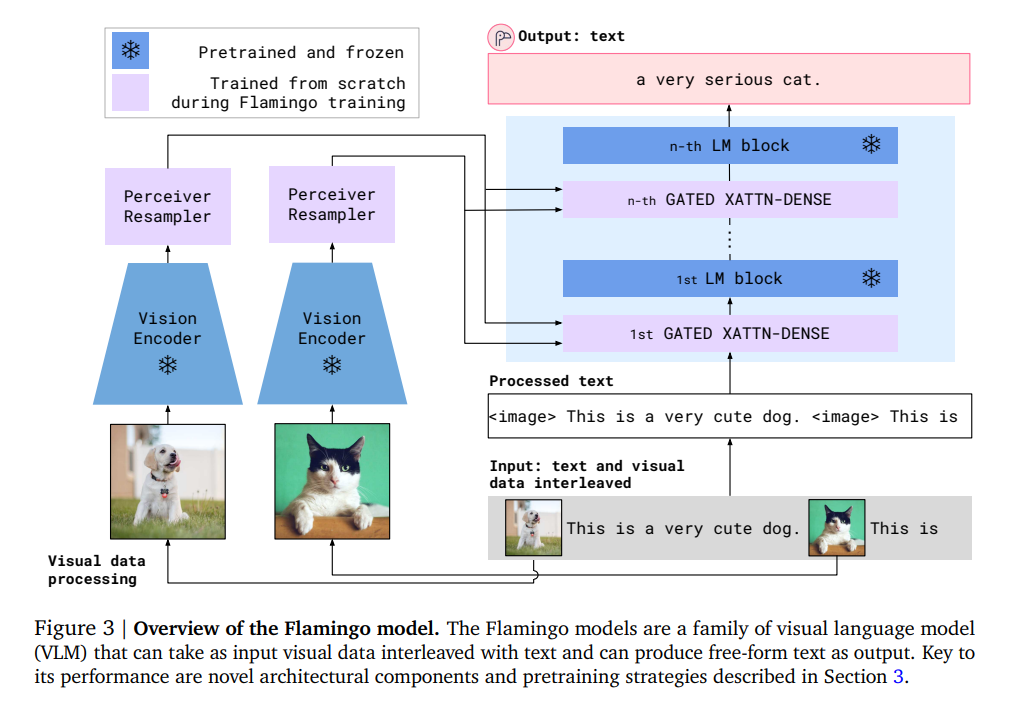 Pretrained and frozen
Trained from scratch
during Flamingo training
Output: text
a very serious cat.
n-th LM block
n-th GATED XATTN-DENSE
1st LM block
1st GATED XATTN-DENSE
Perceiver
Resampler
Perceiver
Resampler
Vision
Encoder
Vision
Encoder
Processed text
<image> This is a very cute dog. <image> This is
Input: text and visual
data interleaved
This is a very cute dog. This is
Visual data
processing
Figure 3 | Overview of the Flamingo model. The Flamingo models are a family of visual language model
(VLM) that can take as input visual data interleaved with text and can produce free-form text as output. Key to
its performance are novel architectural components and pretraining strategies described in Section 3.